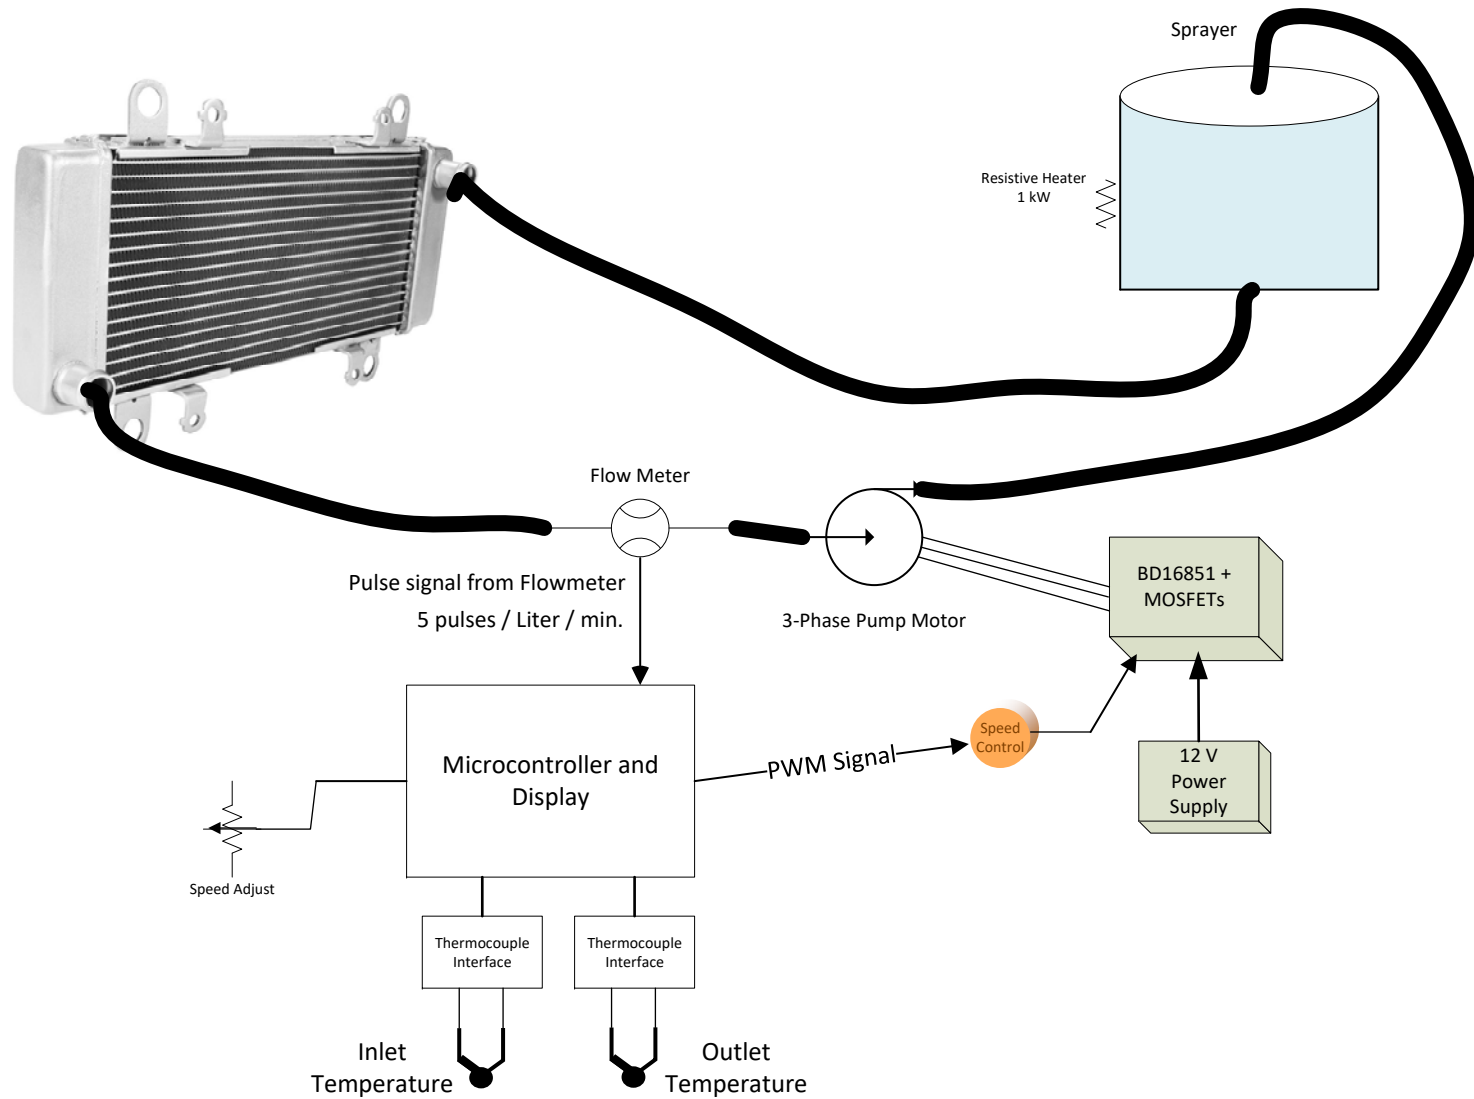 Sprayer
Resistive Heater
1 kW
Flow Meter
Pulse signal from Flowmeter
5 pulses / Liter / min.
3-Phase Pump Motor
BD16851 +
MOSFETs
Speed
Control
PWM Signal
12 V
Power
Supply
Microcontroller and
Display
Speed Adjust
Thermocouple
Interface
Thermocouple
Interface
Inlet
Temperature
Outlet
Temperature